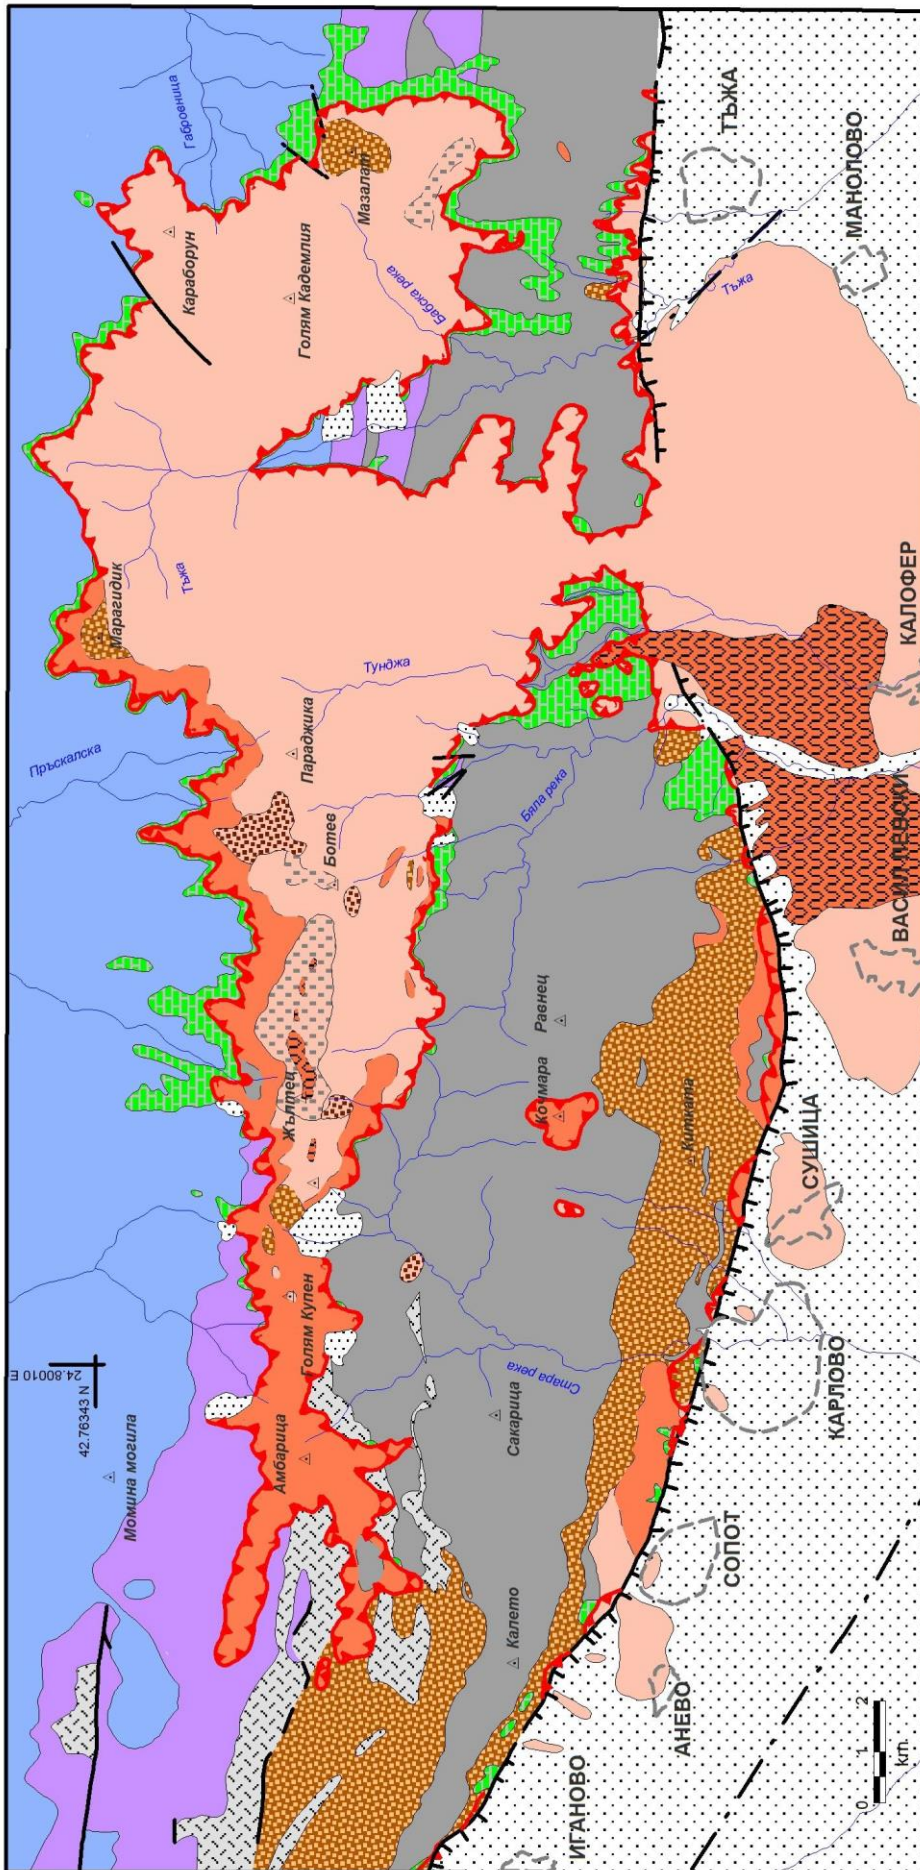 42.76343 N
24.80010 E
Момина могила
Амбарица
Голям Купен
Жълтец
Ботев
Параджика
Марагидик
Пръскалска
Тъжа
Тунджа
Караборун
Голям Кадемлия
Мазалат
Габровница
Бабска река
Калето
Сакарица
Стара река
Кочмара
Равнец
Бяла река
Килиите
Тъжа
ИГАНОВО
АНЕВО
СОПОТ
КАРЛОВО
СУШИЦА
ВАСИЛ ЛЕВСКИ
КАЛОФЕР
МАНОЛОВО
ТЪЖА
0 1 2
km.